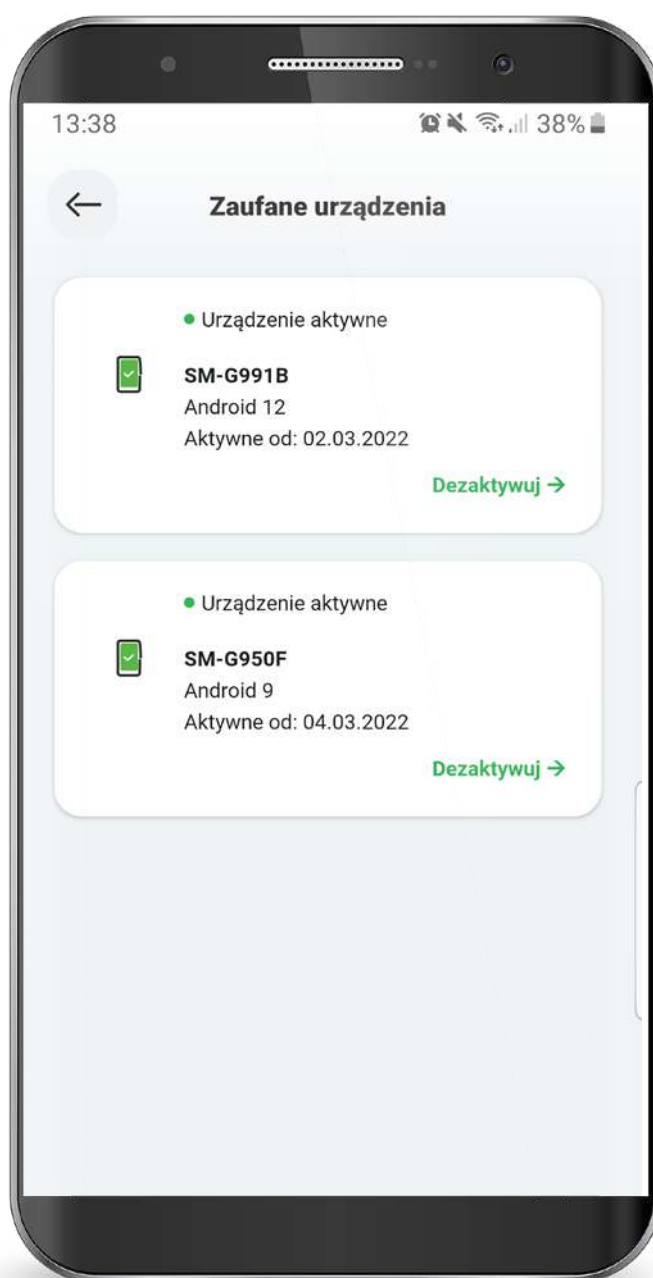 13:38 38%
Zaufane urządzenia
Urządzenie aktywne
SM-G991B
Android 12
Aktywne od: 02.03.2022
Dezaktywuj →
Urządzenie aktywne
SM-G950F
Android 9
Aktywne od: 04.03.2022
Dezaktywuj →